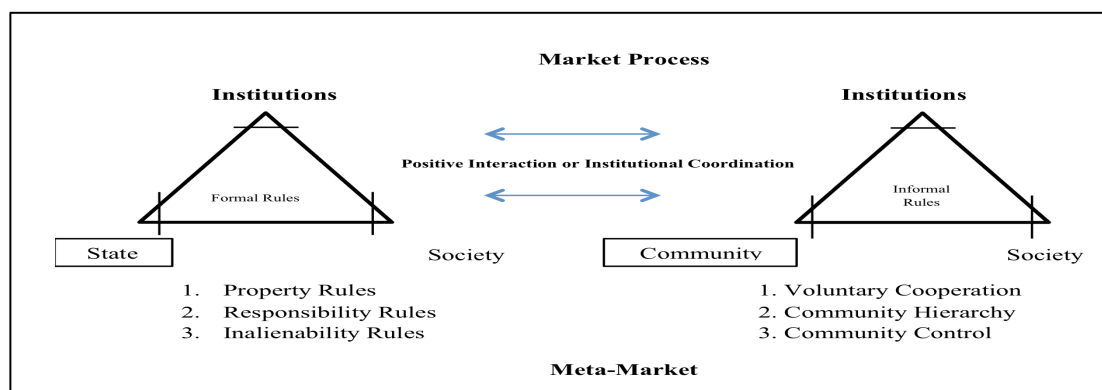 Market Process
Institutions
Institutions
Positive Interaction or Institutional Coordination
Formal Rules
Informal
Rules
State
Society
Community
Society
1. Property Rules
2. Responsibility Rules
3. Inalienability Rules
1. Voluntary Cooperation
2. Community Hierarchy
3. Community Control
Meta-Market